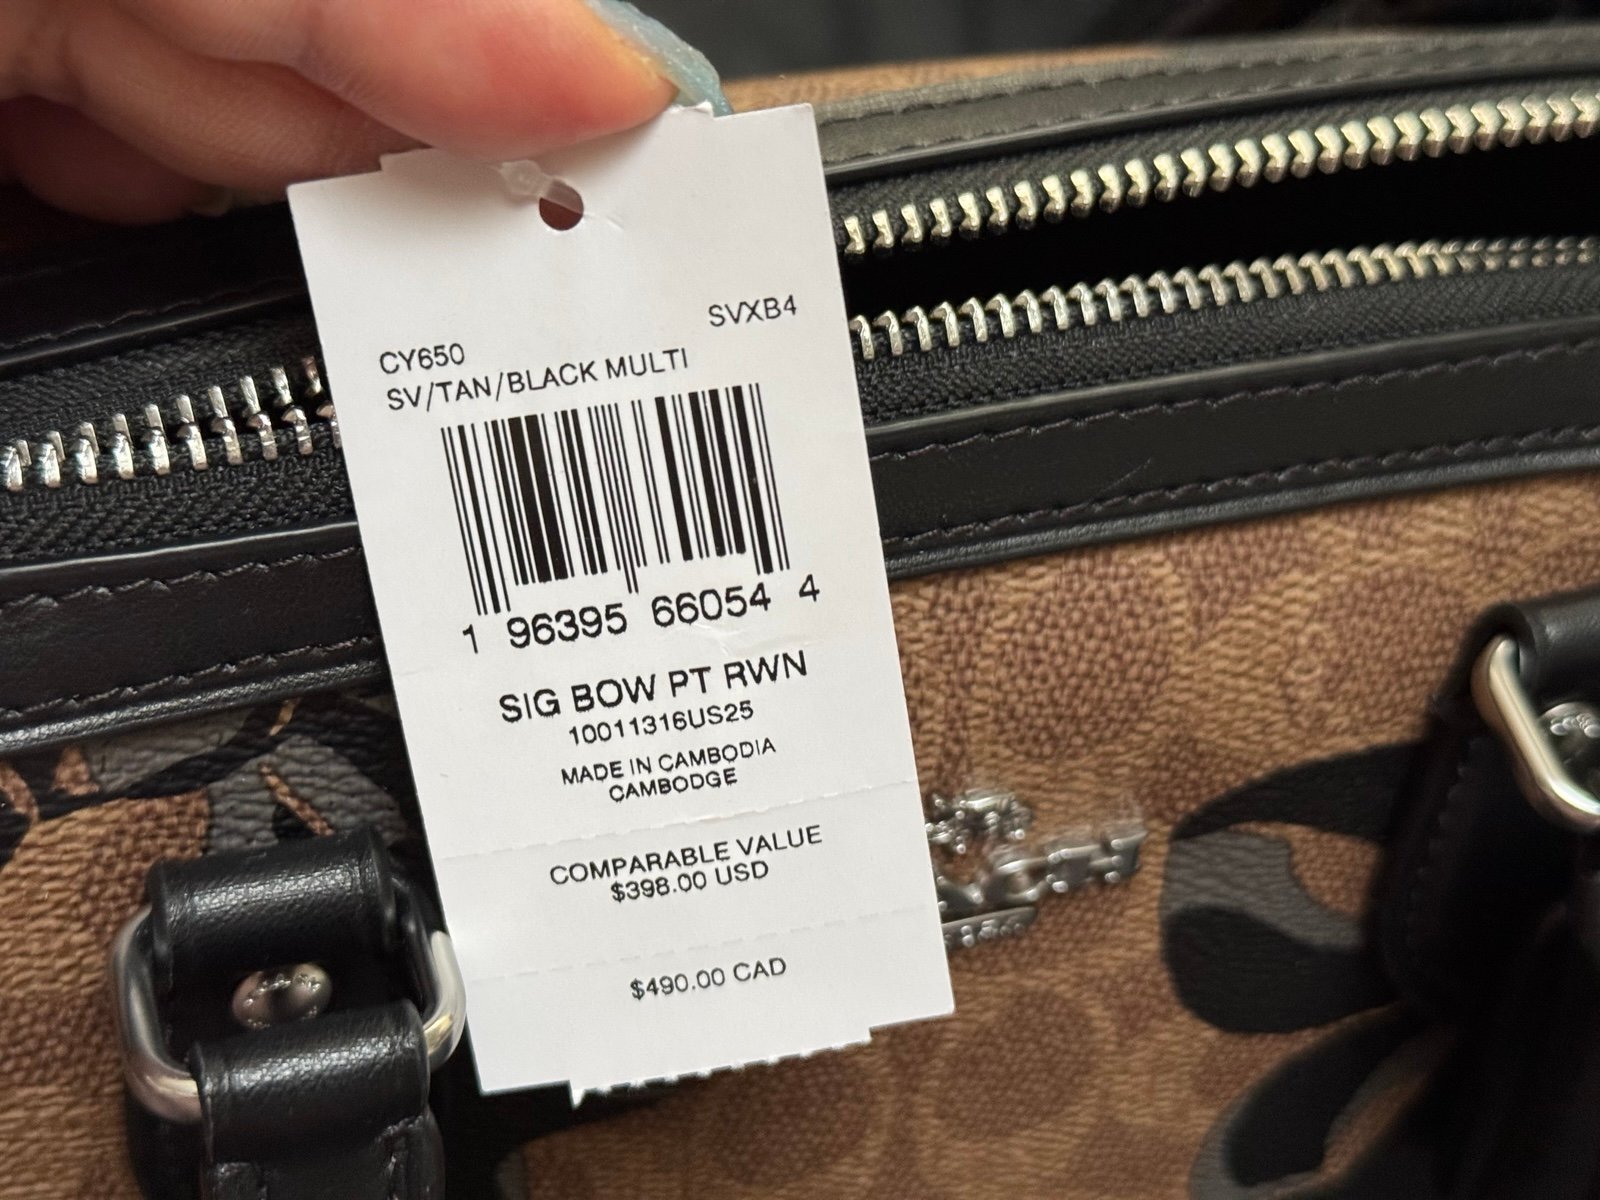 SVXB4
CY650
SV/TAN/BLACK MULTI
1 96395 66054 4
SIG BOW PT RWN
10011316US25
MADE IN CAMBODIA
CAMBODGE
COMPARABLE VALUE
$398.00 USD
$490.00 CAD